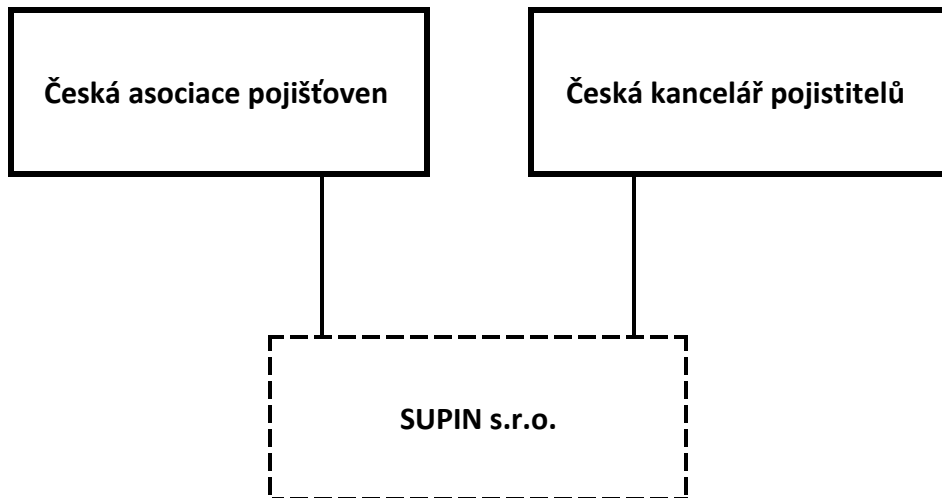 Česká asociace pojišťoven
Česká kancelář pojistitelů
SUPIN s.r.o.